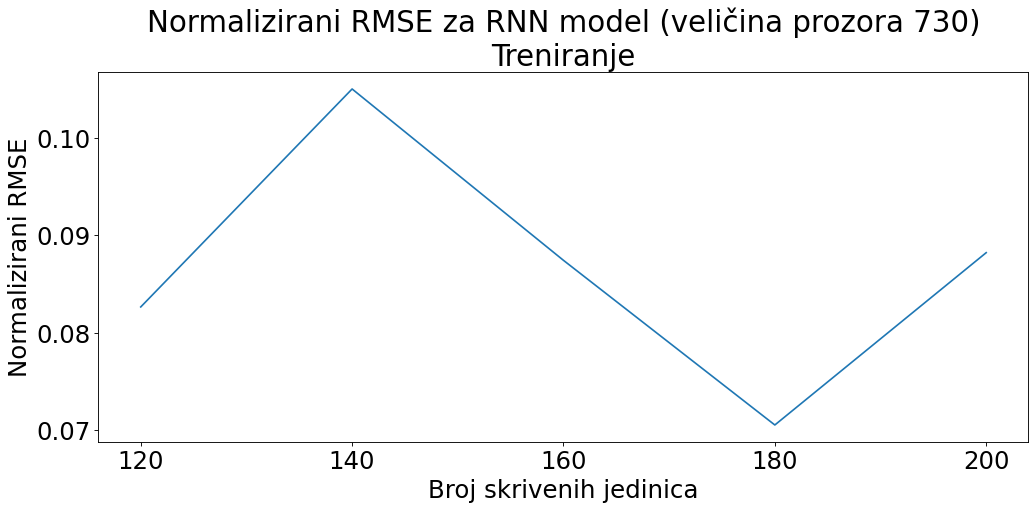 Normalizirani RMSE za RNN model (veličina prozora 730)
Treniranje
Normalizirani RMSE
0.10
0.09
0.08
0.07
120 140 160 180 200
Broj skrivenih jedinica